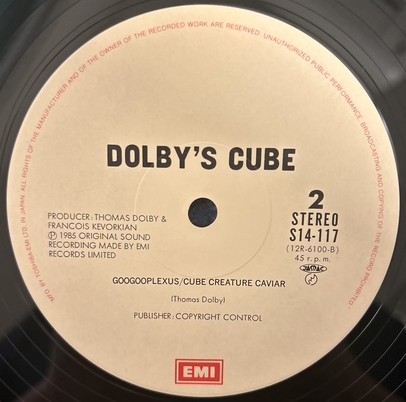 MFD. BY TOSHIBA-EMI LTD. IN JAPAN. ALL RIGHTS OF THE MANUFACTURER AND OF THE OWNER OF THE RECORDED WORK ARE RESERVED. UNAUTHORIZED PUBLIC PERFORMANCE, BROADCASTING AND COPYING OF THE RECORD PROHIBITED.
DOLBY'S CUBE
2
STEREO
S14-117
(12R-6100-B)
45 r.p.m.
JASRAC
PRODUCER: THOMAS DOLBY &
FRANCOIS KEVORKIAN
℗ 1985 ORIGINAL SOUND
RECORDING MADE BY EMI
RECORDS LIMITED
GOOGOOPLEXUS/CUBE CREATURE CAVIAR
(Thomas Dolby)
PUBLISHER: COPYRIGHT CONTROL
EMI